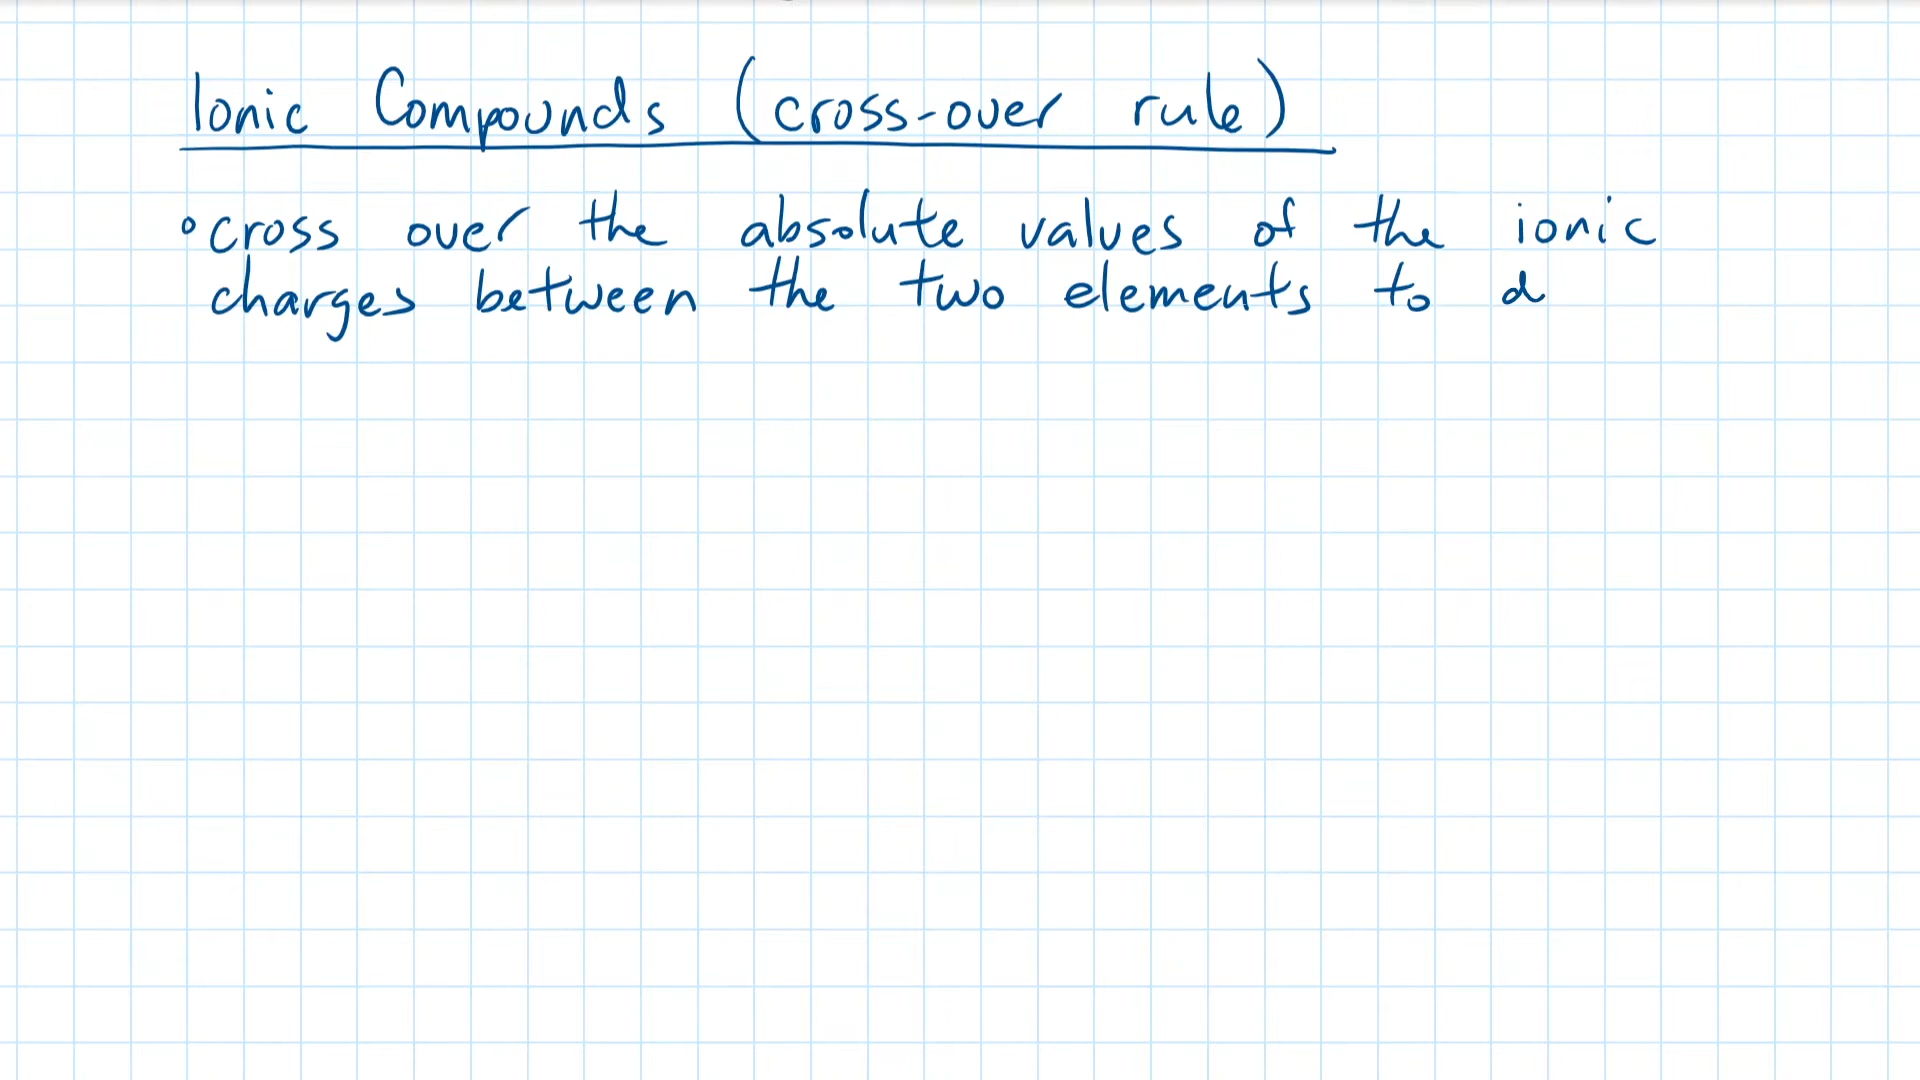 Ionic Compounds (cross-over rule)
°cross over the absolute values of the ionic
charges between the two elements to d